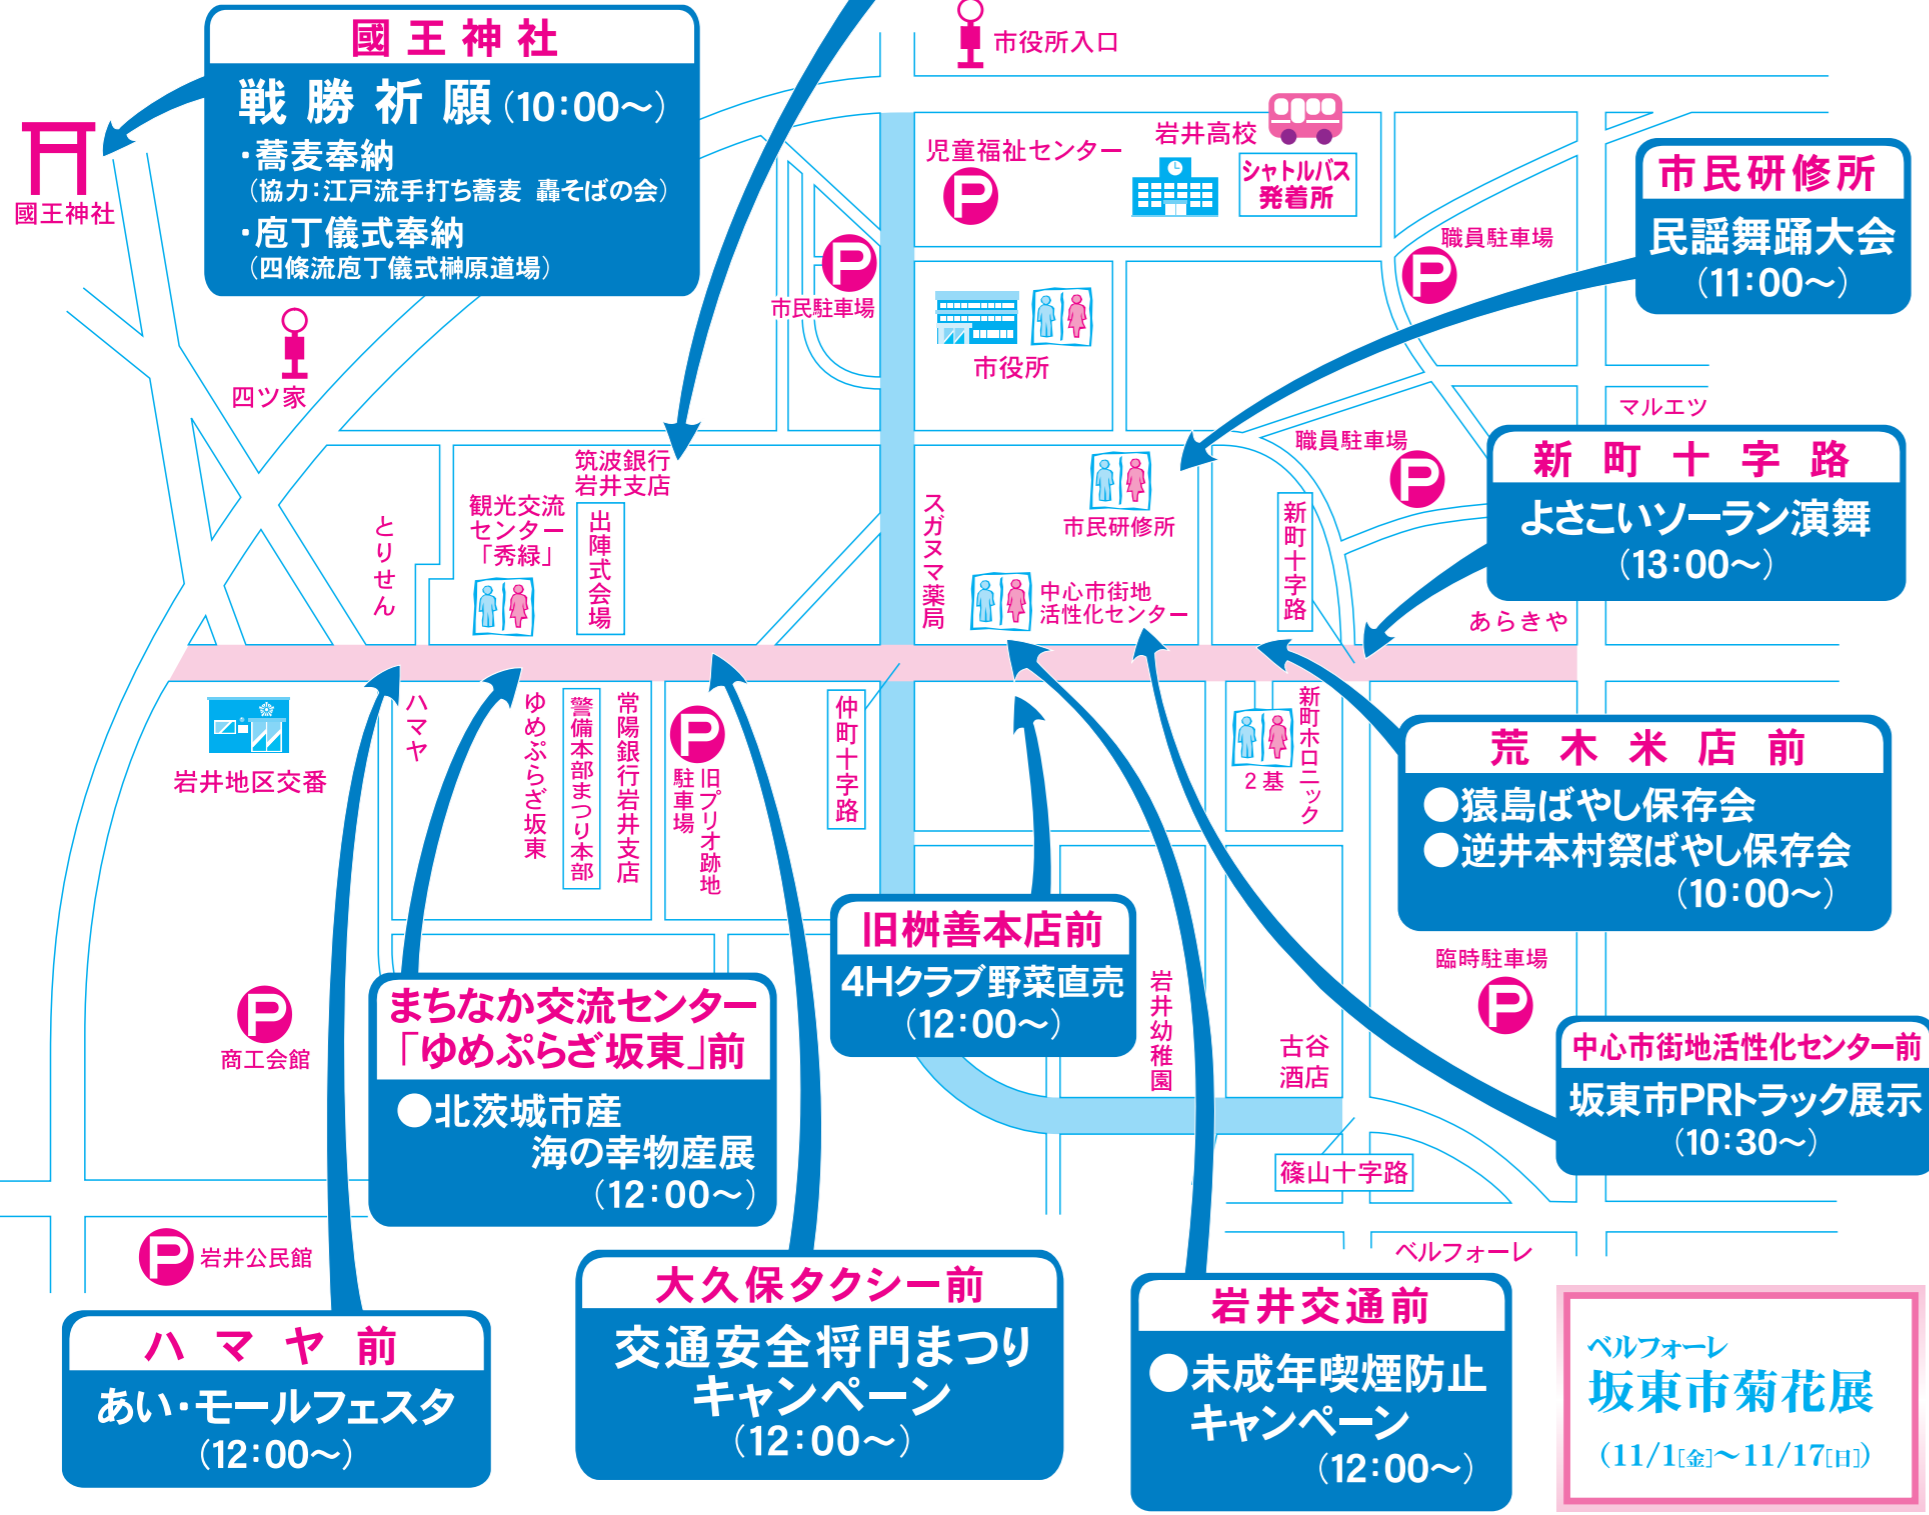 國王神社
戦勝祈願(10:00〜)
・蕎麦奉納
(協力:江戸流手打ち蕎麦 轟そばの会)
・庖丁儀式奉納
(四條流庖丁儀式榊原道場)
國王神社
四ツ家
市役所入口
児童福祉センター
P
岩井高校
シャトルバス
発着所
市民研修所
民謡舞踊大会
(11:00〜)
職員駐車場
P
P
市民駐車場
市役所
マルエツ
職員駐車場
P
新町十字路
よさこいソーラン演舞
(13:00〜)
あらきや
筑波銀行
岩井支店
観光交流
センター
「秀緑」
出陣式会場
とりせん
スガヌマ薬局
市民研修所
中心市街地
活性化センター
新町十字路
岩井地区交番
ハマヤ
ゆめぷらざ坂東
警備本部まつり本部
常陽銀行岩井支店
P
旧プリオ跡地
駐車場
仲町十字路
2基
新町ホロニック
荒木米店前
●猿島ばやし保存会
●逆井本村祭ばやし保存会
(10:00〜)
旧桝善本店前
4Hクラブ野菜直売
(12:00〜)
岩井幼稚園
古谷
酒店
臨時駐車場
P
P
商工会館
まちなか交流センター
「ゆめぷらざ坂東」前
●北茨城市産
海の幸物産展
(12:00〜)
中心市街地活性化センター前
坂東市PRトラック展示
(10:30〜)
篠山十字路
P
岩井公民館
ベルフォーレ
ハマヤ前
あい・モールフェスタ
(12:00〜)
大久保タクシー前
交通安全将門まつり
キャンペーン
(12:00〜)
岩井交通前
●未成年喫煙防止
キャンペーン
(12:00〜)
ベルフォーレ
坂東市菊花展
(11/1[金]〜11/17[日])